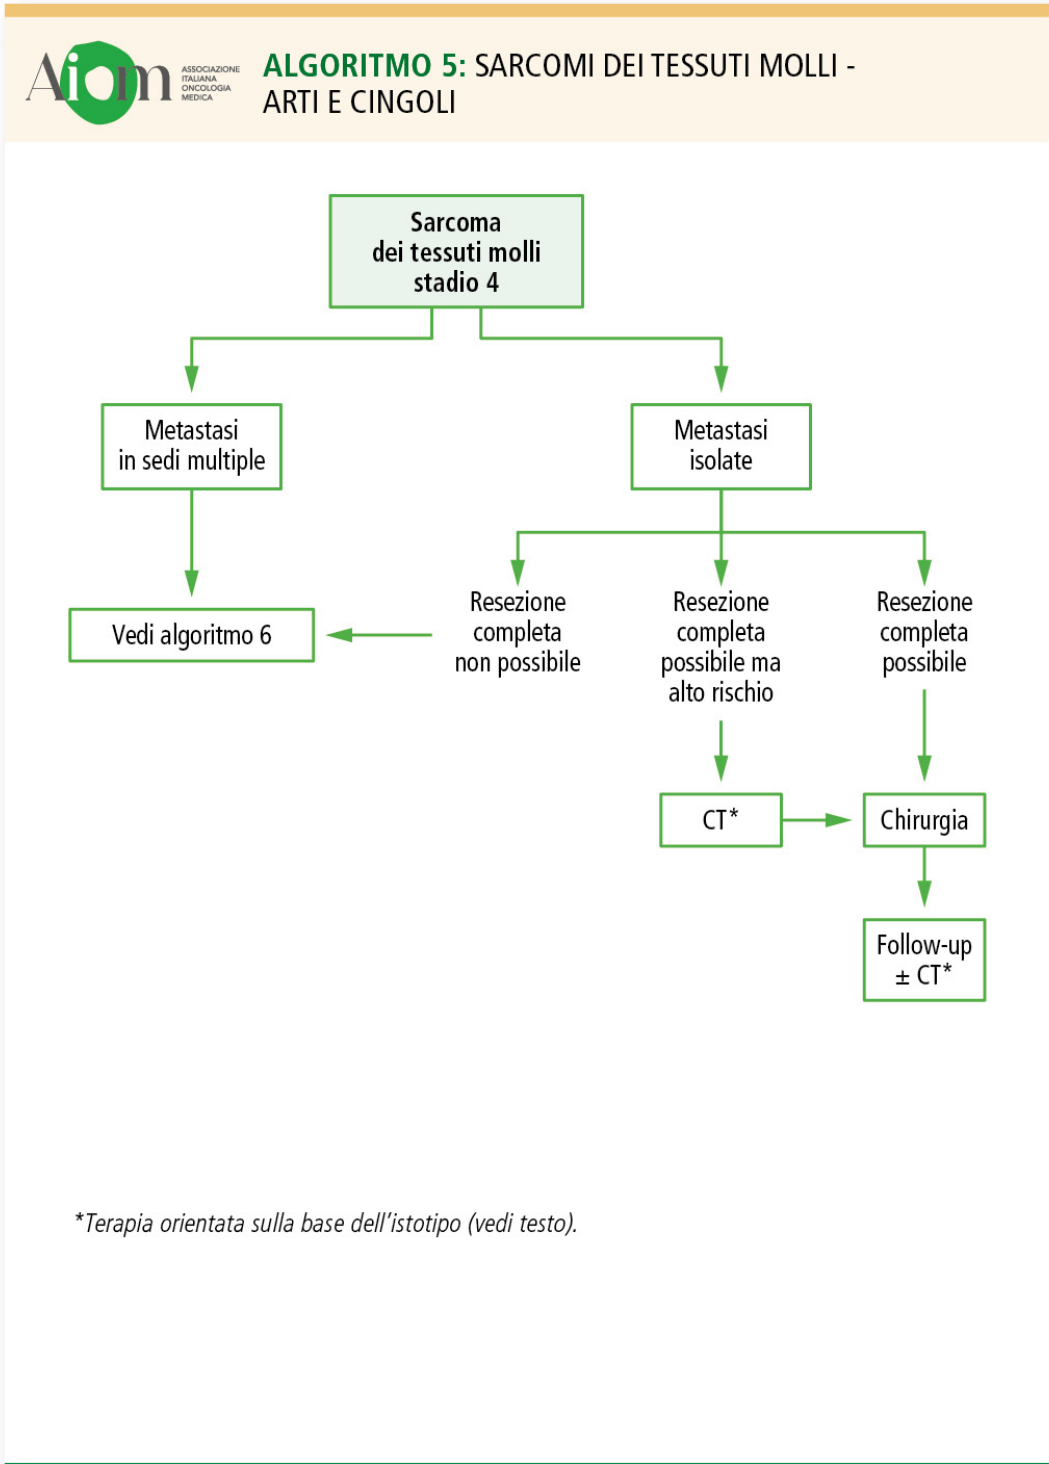 Aiom
ASSOCIAZIONE
ITALIANA
ONCOLOGIA
MEDICA
ALGORITMO 5: SARCOMI DEI TESSUTI MOLLI -
ARTI E CINGOLI
Sarcoma
dei tessuti molli
stadio 4
Metastasi
in sedi multiple
Metastasi
isolate
Vedi algoritmo 6
Resezione
completa
non possibile
Resezione
completa
possibile ma
alto rischio
Resezione
completa
possibile
CT*
Chirurgia
Follow-up
± CT*
*Terapia orientata sulla base dell’istotipo (vedi testo).